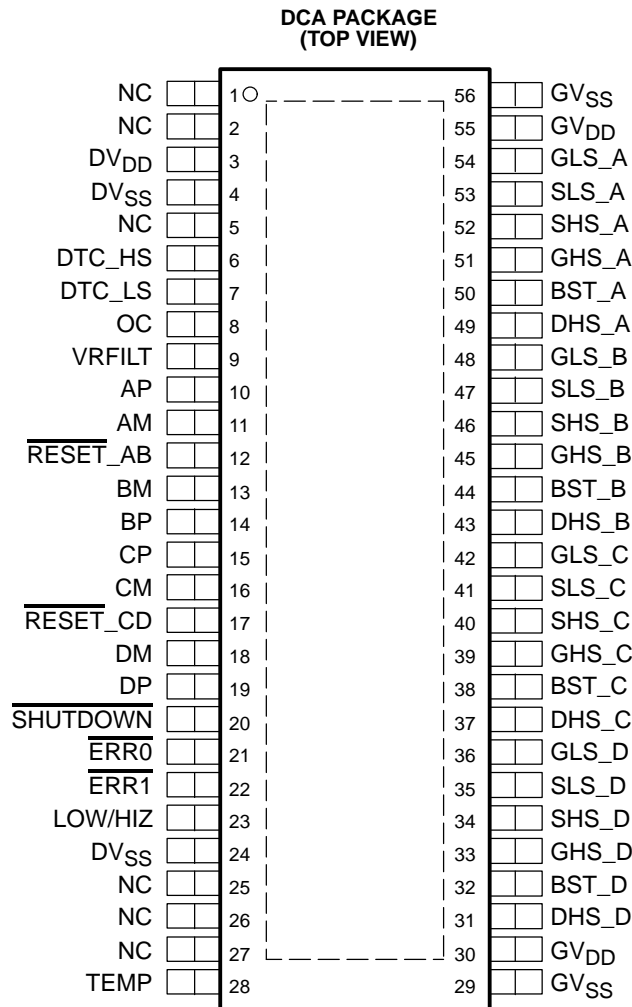 DCA PACKAGE
(TOP VIEW)
NC 1 56 GVSS
NC 2 55 GVDD
DVDD 3 54 GLS_A
DVSS 4 53 SLS_A
NC 5 52 SHS_A
DTC_HS 6 51 GHS_A
DTC_LS 7 50 BST_A
OC 8 49 DHS_A
VRFILT 9 48 GLS_B
AP 10 47 SLS_B
AM 11 46 SHS_B
RESET_AB 12 45 GHS_B
BM 13 44 BST_B
BP 14 43 DHS_B
CP 15 42 GLS_C
CM 16 41 SLS_C
RESET_CD 17 40 SHS_C
DM 18 39 GHS_C
DP 19 38 BST_C
SHUTDOWN 20 37 DHS_C
ERR0 21 36 GLS_D
ERR1 22 35 SLS_D
LOW/HIZ 23 34 SHS_D
DVSS 24 33 GHS_D
NC 25 32 BST_D
NC 26 31 DHS_D
NC 27 30 GVDD
TEMP 28 29 GVSS